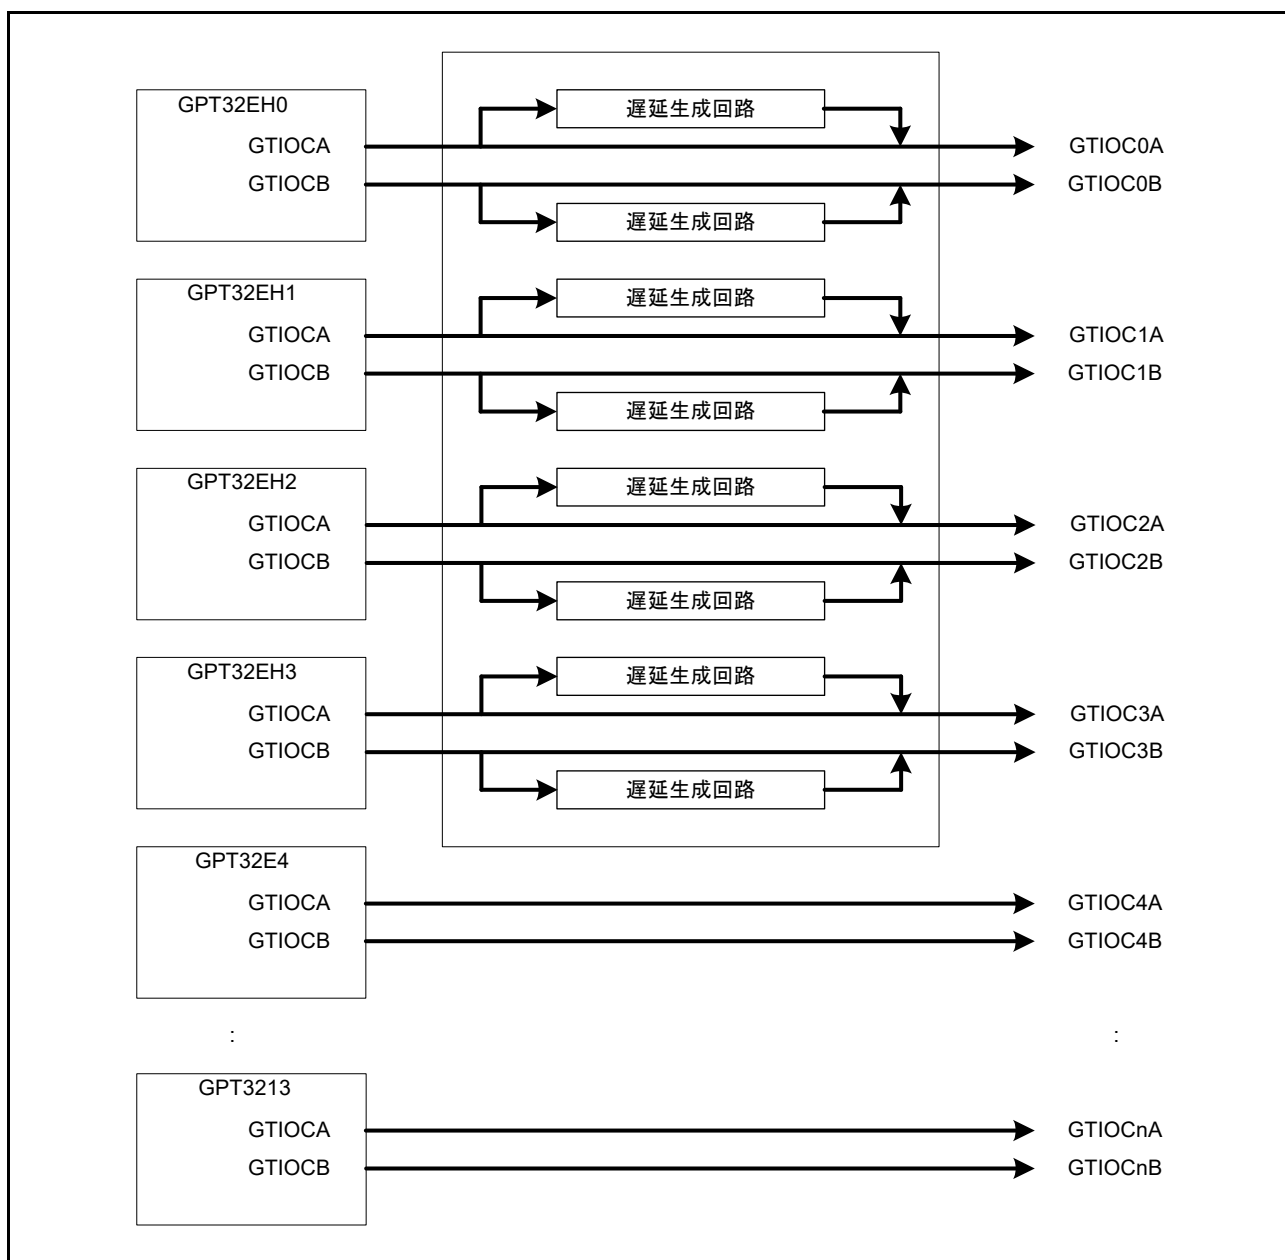 GPT32EH0
遅延生成回路
GTIOCA
GTIOC0A
GTIOCB
GTIOC0B
遅延生成回路
GPT32EH1
遅延生成回路
GTIOCA
GTIOC1A
GTIOCB
GTIOC1B
遅延生成回路
GPT32EH2
遅延生成回路
GTIOCA
GTIOC2A
GTIOCB
GTIOC2B
遅延生成回路
GPT32EH3
遅延生成回路
GTIOCA
GTIOC3A
GTIOCB
GTIOC3B
遅延生成回路
GPT32E4
GTIOCA
GTIOC4A
GTIOCB
GTIOC4B
:
:
GPT3213
GTIOCA
GTIOCnA
GTIOCB
GTIOCnB